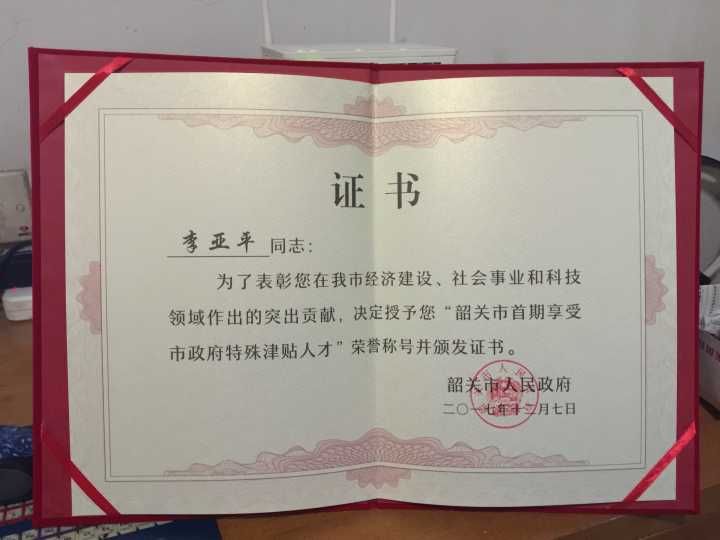 证书
李亚平同志：
为了表彰您在我市经济建设、社会事业和科技
领域作出的突出贡献，决定授予您“韶关市首期享受
市政府特殊津贴人才”荣誉称号并颁发证书。
韶关市人民政府
二〇一七年十二月七日